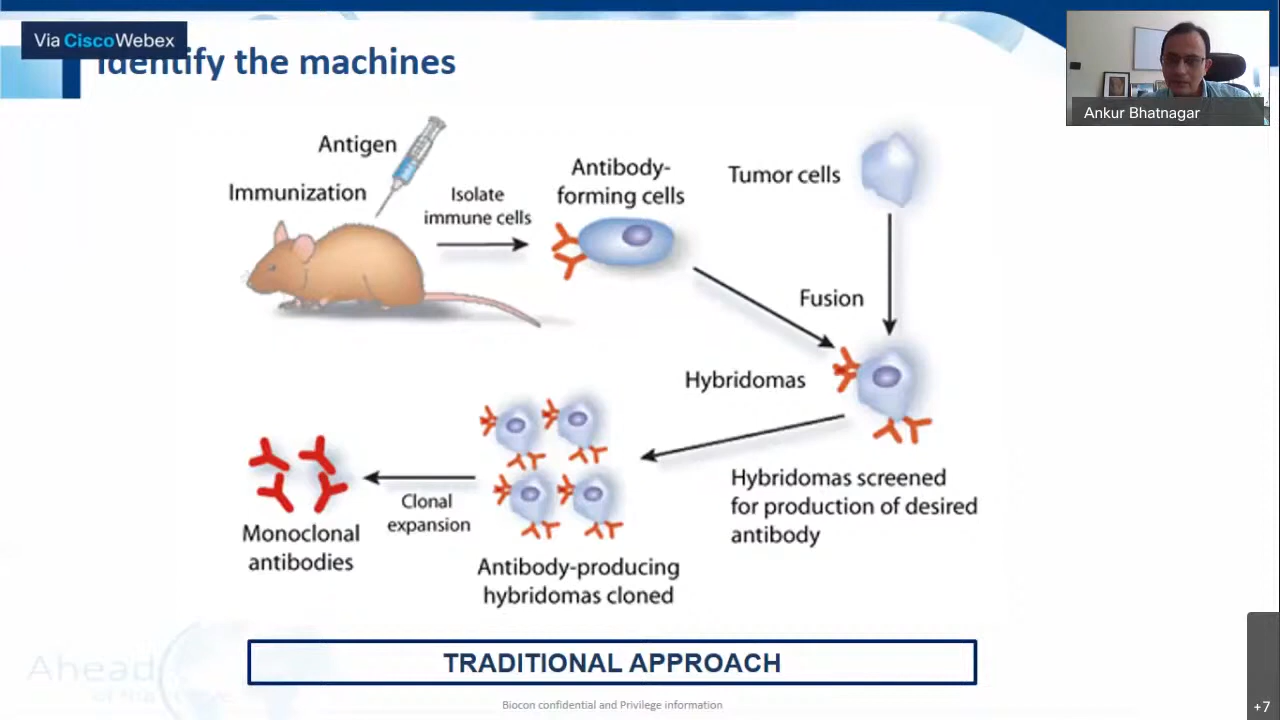 Via CiscoWebex
Identify the machines
Ankur Bhatnagar
Antigen
Immunization
Isolate
immune cells
Antibody-
forming cells
Tumor cells
Fusion
Hybridomas
Hybridomas screened
for production of desired
antibody
Antibody-producing
hybridomas cloned
Clonal
expansion
Monoclonal
antibodies
TRADITIONAL APPROACH
Ahead
Biocon confidential and Privilege information
+7